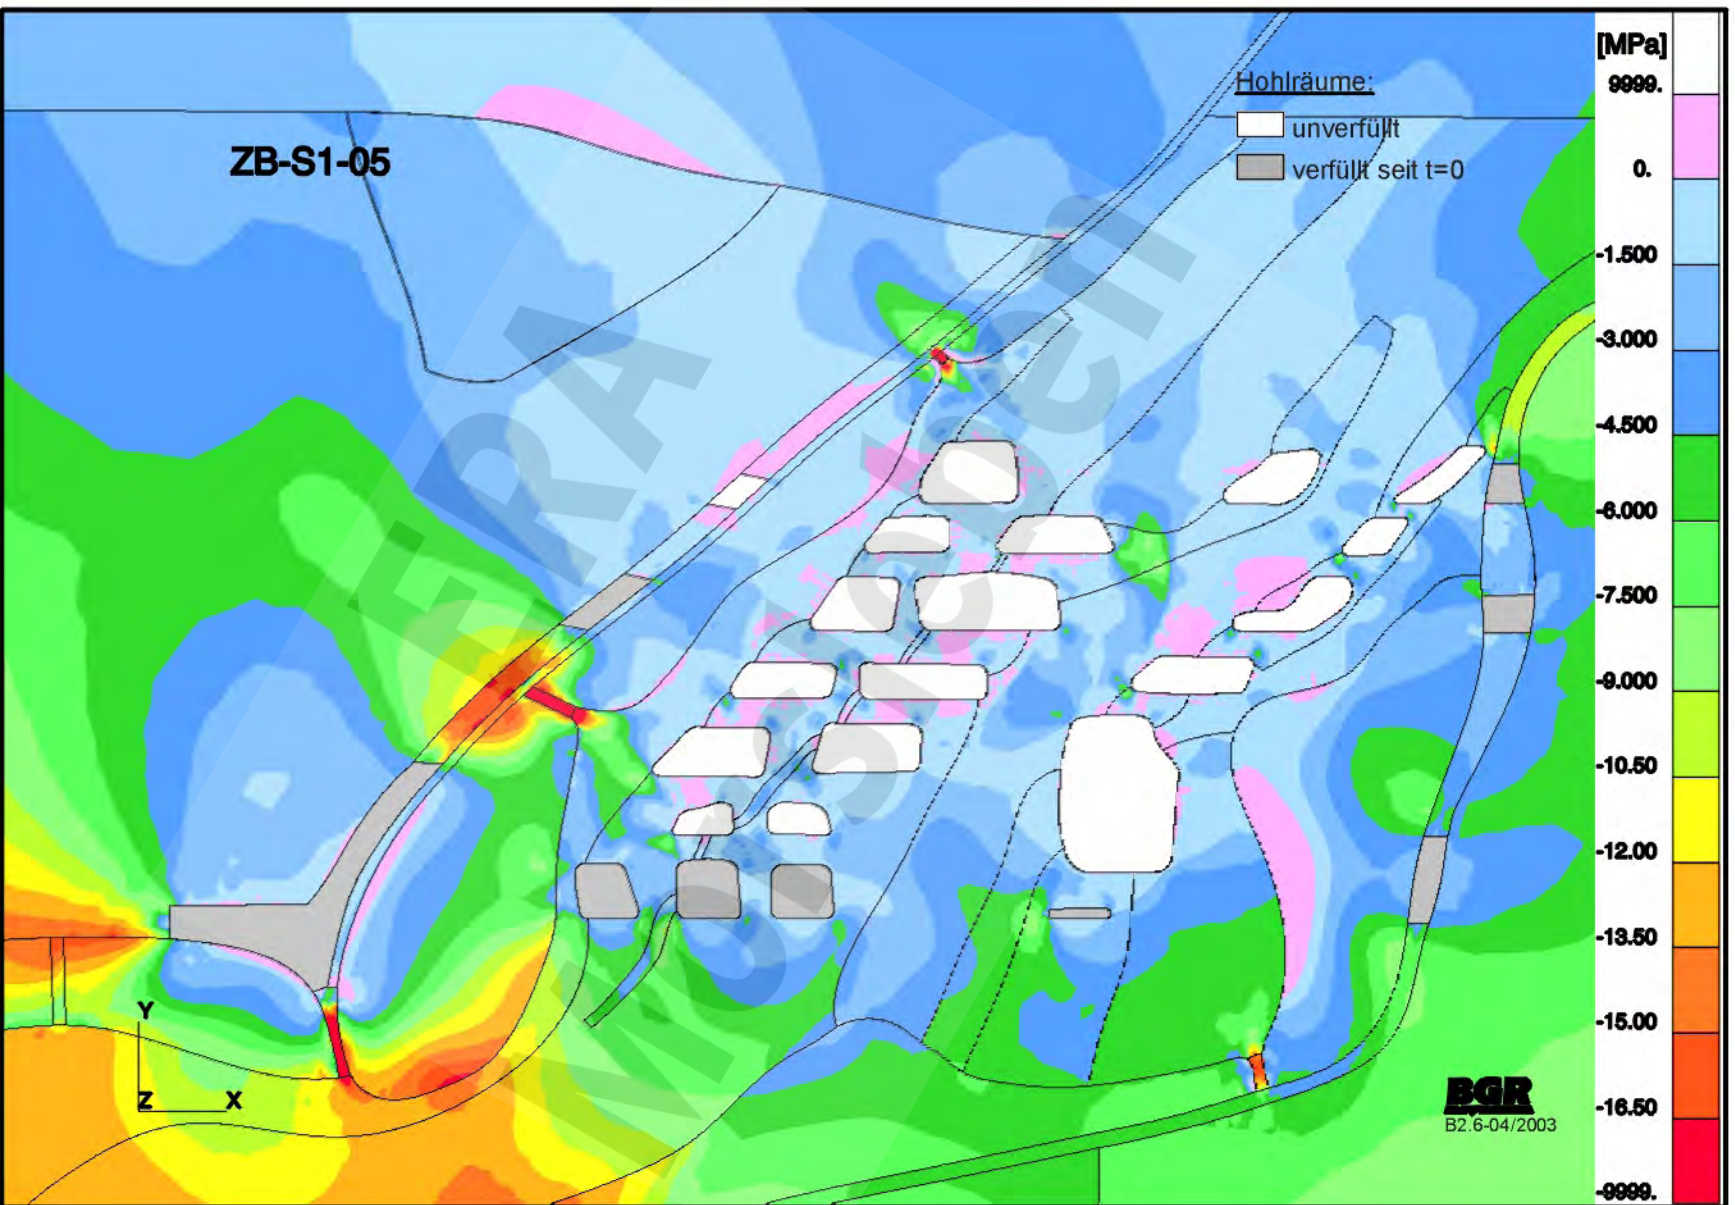 [MPa]
9999.
0.
-1.500
-3.000
-4.500
-6.000
-7.500
-9.000
-10.50
-12.00
-13.50
-15.00
-16.50
-9999.
Hohlräume:
unverfüllt
verfüllt seit t=0
ZB-S1-05
ERA
Morsleben
Y
Z X
BGR
B2.6-04/2003